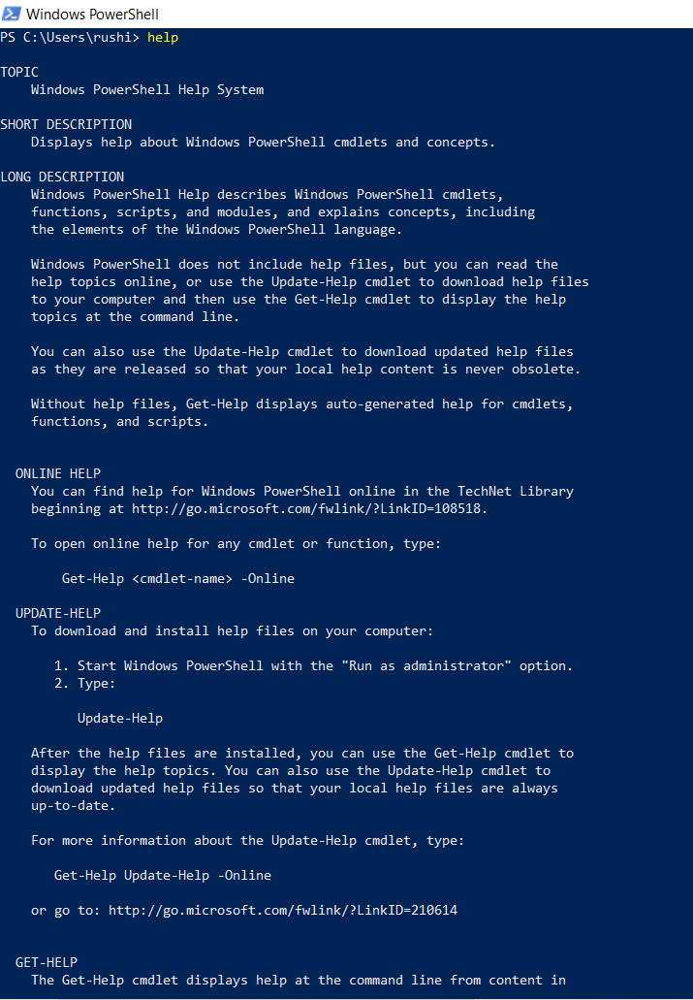 Windows PowerShell
PS C:\Users\rushi> help
TOPIC
Windows PowerShell Help System
SHORT DESCRIPTION
Displays help about Windows PowerShell cmdlets and concepts.
LONG DESCRIPTION
Windows PowerShell Help describes Windows PowerShell cmdlets,
functions, scripts, and modules, and explains concepts, including
the elements of the Windows PowerShell language.
Windows PowerShell does not include help files, but you can read the
help topics online, or use the Update-Help cmdlet to download help files
to your computer and then use the Get-Help cmdlet to display the help
topics at the command line.
You can also use the Update-Help cmdlet to download updated help files
as they are released so that your local help content is never obsolete.
Without help files, Get-Help displays auto-generated help for cmdlets,
functions, and scripts.
ONLINE HELP
You can find help for Windows PowerShell online in the TechNet Library
beginning at http://go.microsoft.com/fwlink/?LinkID=108518.
To open online help for any cmdlet or function, type:
Get-Help <cmdlet-name> -Online
UPDATE-HELP
To download and install help files on your computer:
1. Start Windows PowerShell with the "Run as administrator" option.
2. Type:
Update-Help
After the help files are installed, you can use the Get-Help cmdlet to
display the help topics. You can also use the Update-Help cmdlet to
download updated help files so that your local help files are always
up-to-date.
For more information about the Update-Help cmdlet, type:
Get-Help Update-Help -Online
or go to: http://go.microsoft.com/fwlink/?LinkID=210614
GET-HELP
The Get-Help cmdlet displays help at the command line from content in